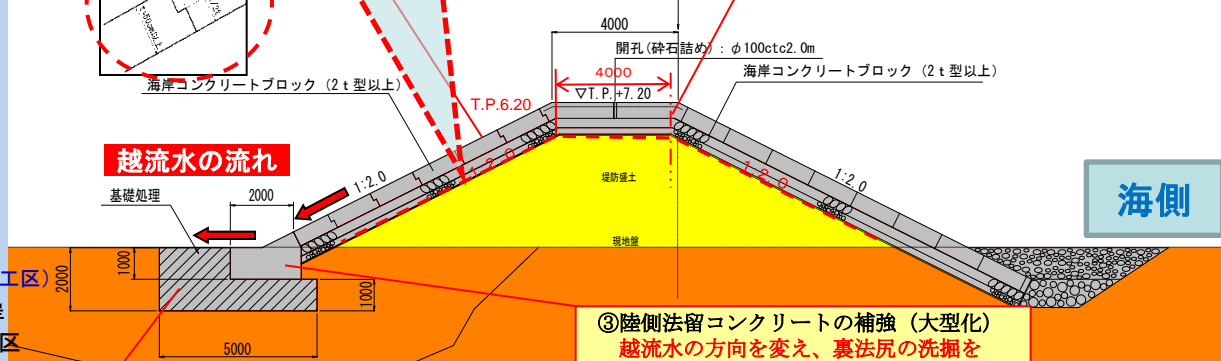 50cm以上
4000
開孔(砕石詰め):φ100ctc2.0m
海岸コンクリートブロック(2t型以上)
4000
海岸コンクリートブロック(2t型以上)
T.P.6.20
▽T.P.+7.20
越流水の流れ
1:2.0
1:2.0
堤防盛土
1:2.0
1:2.0
海側
基礎処理
2000
現地盤
工区)
2000
1000
1000
区
5000
③陸側法留コンクリートの補強(大型化)
越流水の方向を変え、裏法尻の洗掘を